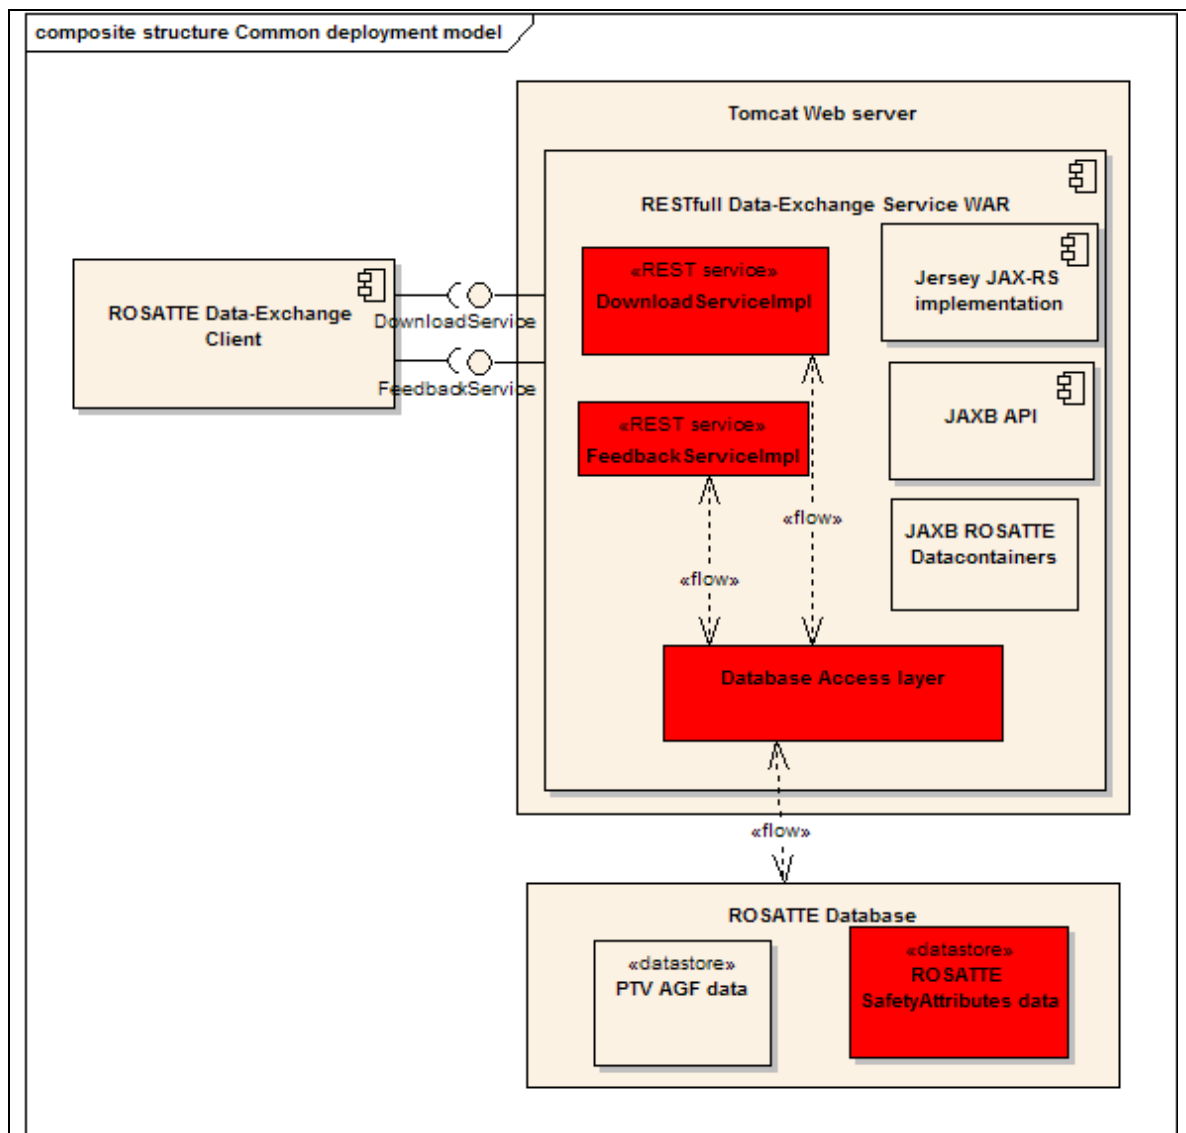 composite structure Common deployment model
Tomcat Web server
RESTfull Data-Exchange Service WAR
«REST service»
DownloadServiceImpl
Jersey JAX-RS
implementation
ROSATTE Data-Exchange
Client
DownloadService
FeedbackService
«REST service»
FeedbackServiceImpl
JAXB API
«flow»
JAXB ROSATTE
Datacontainers
«flow»
Database Access layer
«flow»
ROSATTE Database
«datastore»
PTV AGF data
«datastore»
ROSATTE
SafetyAttributes data